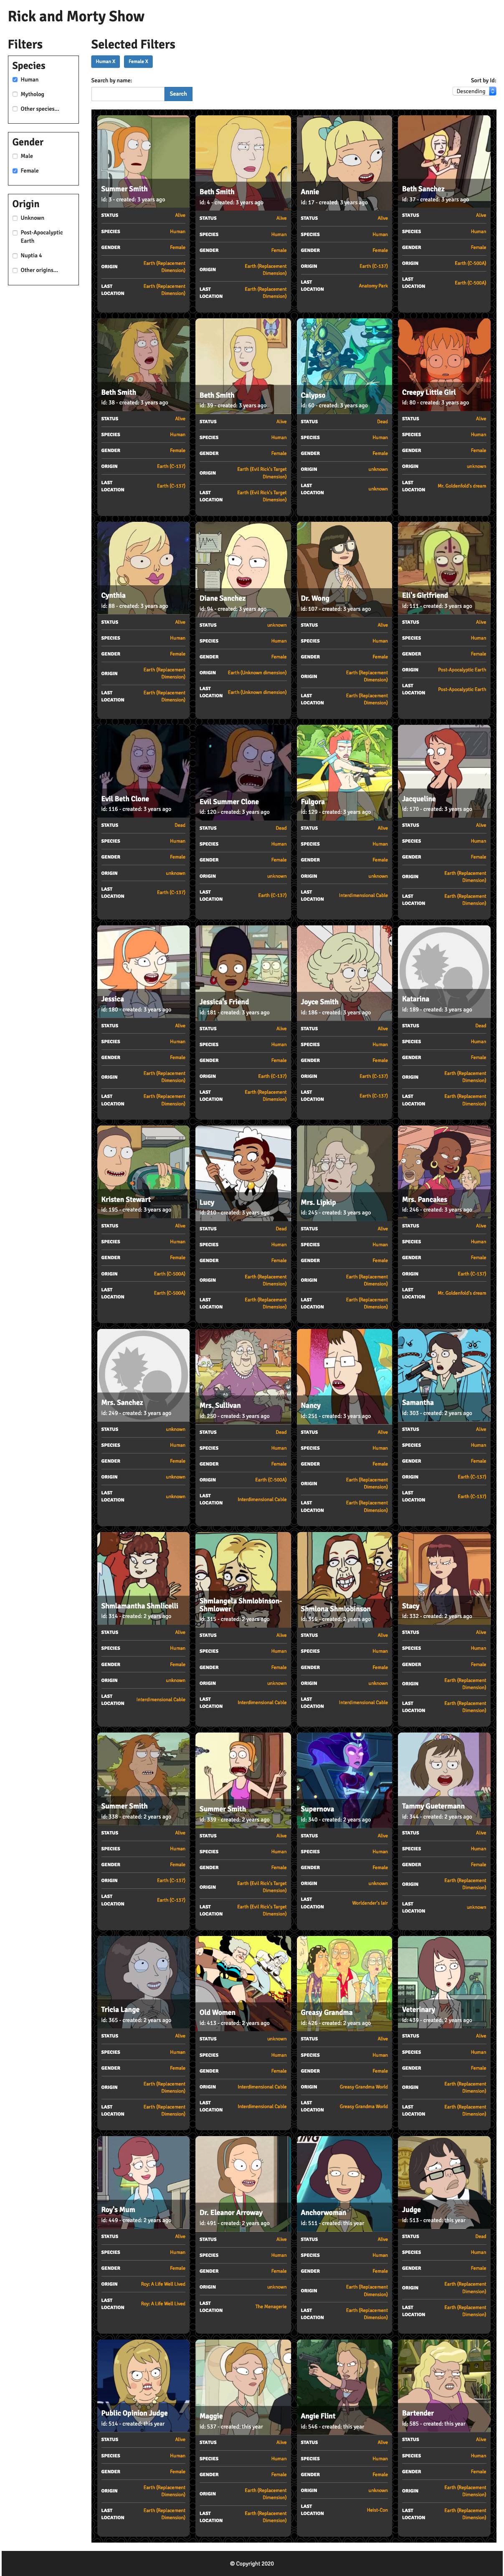 Rick and Morty Show
Filters
Species
Human
Mytholog
Other species...
Gender
Male
Female
Origin
Unknown
Post-Apocalyptic
Earth
Nuptia 4
Other origins...
Selected Filters
Human X
Female X
Search by name:
Search
Sort by Id:
Descending
Summer Smith
id: 3 - created: 3 years ago
STATUS Alive
SPECIES Human
GENDER Female
ORIGIN Earth (Replacement
Dimension)
LAST LOCATION Earth (Replacement
Dimension)
Beth Smith
id: 4 - created: 3 years ago
STATUS Alive
SPECIES Human
GENDER Female
ORIGIN Earth (Replacement
Dimension)
LAST LOCATION Earth (Replacement
Dimension)
Annie
id: 17 - created: 3 years ago
STATUS Alive
SPECIES Human
GENDER Female
ORIGIN Earth (C-137)
LAST LOCATION Anatomy Park
Beth Sanchez
id: 37 - created: 3 years ago
STATUS Alive
SPECIES Human
GENDER Female
ORIGIN Earth (C-500A)
LAST LOCATION Earth (C-500A)
Beth Smith
id: 38 - created: 3 years ago
STATUS Alive
SPECIES Human
GENDER Female
ORIGIN Earth (C-137)
LAST LOCATION Earth (C-137)
Beth Smith
id: 39 - created: 3 years ago
STATUS Alive
SPECIES Human
GENDER Female
ORIGIN Earth (Evil Rick's Target
Dimension)
LAST LOCATION Earth (Evil Rick's Target
Dimension)
Calypso
id: 60 - created: 3 years ago
STATUS Dead
SPECIES Human
GENDER Female
ORIGIN unknown
LAST LOCATION unknown
Creepy Little Girl
id: 80 - created: 3 years ago
STATUS Alive
SPECIES Human
GENDER Female
ORIGIN unknown
LAST LOCATION Mr. Goldenfold's dream
Cynthia
id: 88 - created: 3 years ago
STATUS Alive
SPECIES Human
GENDER Female
ORIGIN Earth (Replacement
Dimension)
LAST LOCATION Earth (Replacement
Dimension)
Diane Sanchez
id: 94 - created: 3 years ago
STATUS unknown
SPECIES Human
GENDER Female
ORIGIN Earth (Unknown dimension)
LAST LOCATION Earth (Unknown dimension)
Dr. Wong
id: 107 - created: 3 years ago
STATUS Alive
SPECIES Human
GENDER Female
ORIGIN Earth (Replacement
Dimension)
LAST LOCATION Earth (Replacement
Dimension)
Eli's Girlfriend
id: 111 - created: 3 years ago
STATUS Alive
SPECIES Human
GENDER Female
ORIGIN Post-Apocalyptic Earth
LAST LOCATION Post-Apocalyptic Earth
Evil Beth Clone
id: 116 - created: 3 years ago
STATUS Dead
SPECIES Human
GENDER Female
ORIGIN unknown
LAST LOCATION Earth (C-137)
Evil Summer Clone
id: 120 - created: 3 years ago
STATUS Dead
SPECIES Human
GENDER Female
ORIGIN unknown
LAST LOCATION Earth (C-137)
Fulgora
id: 129 - created: 3 years ago
STATUS Alive
SPECIES Human
GENDER Female
ORIGIN unknown
LAST LOCATION Interdimensional Cable
Jacqueline
id: 170 - created: 3 years ago
STATUS Alive
SPECIES Human
GENDER Female
ORIGIN Earth (Replacement
Dimension)
LAST LOCATION Earth (Replacement
Dimension)
Jessica
id: 180 - created: 3 years ago
STATUS Alive
SPECIES Human
GENDER Female
ORIGIN Earth (Replacement
Dimension)
LAST LOCATION Earth (Replacement
Dimension)
Jessica's Friend
id: 181 - created: 3 years ago
STATUS Alive
SPECIES Human
GENDER Female
ORIGIN Earth (C-137)
LAST LOCATION Earth (Replacement
Dimension)
Joyce Smith
id: 186 - created: 3 years ago
STATUS Alive
SPECIES Human
GENDER Female
ORIGIN Earth (C-137)
LAST LOCATION Earth (C-137)
Katarina
id: 189 - created: 3 years ago
STATUS Dead
SPECIES Human
GENDER Female
ORIGIN Earth (Replacement
Dimension)
LAST LOCATION Earth (Replacement
Dimension)
Kristen Stewart
id: 195 - created: 3 years ago
STATUS Alive
SPECIES Human
GENDER Female
ORIGIN Earth (C-500A)
LAST LOCATION Earth (C-500A)
Lucy
id: 210 - created: 3 years ago
STATUS Dead
SPECIES Human
GENDER Female
ORIGIN Earth (Replacement
Dimension)
LAST LOCATION Earth (Replacement
Dimension)
Mrs. Lipkip
id: 245 - created: 3 years ago
STATUS Alive
SPECIES Human
GENDER Female
ORIGIN Earth (Replacement
Dimension)
LAST LOCATION Earth (Replacement
Dimension)
Mrs. Pancakes
id: 246 - created: 3 years ago
STATUS Alive
SPECIES Human
GENDER Female
ORIGIN Earth (C-137)
LAST LOCATION Mr. Goldenfold's dream
Mrs. Sanchez
id: 249 - created: 3 years ago
STATUS unknown
SPECIES Human
GENDER Female
ORIGIN unknown
LAST LOCATION unknown
Mrs. Sullivan
id: 250 - created: 3 years ago
STATUS Dead
SPECIES Human
GENDER Female
ORIGIN Earth (C-500A)
LAST LOCATION Interdimensional Cable
Nancy
id: 251 - created: 3 years ago
STATUS Alive
SPECIES Human
GENDER Female
ORIGIN Earth (Replacement
Dimension)
LAST LOCATION Earth (Replacement
Dimension)
Samantha
id: 303 - created: 2 years ago
STATUS Alive
SPECIES Human
GENDER Female
ORIGIN Earth (C-137)
LAST LOCATION Earth (C-137)
Shmlamantha Shmlicelli
id: 314 - created: 2 years ago
STATUS Alive
SPECIES Human
GENDER Female
ORIGIN unknown
LAST LOCATION Interdimensional Cable
Shmlangela Shmlobinson-
Shmlower
id: 315 - created: 2 years ago
STATUS Alive
SPECIES Human
GENDER Female
ORIGIN unknown
LAST LOCATION Interdimensional Cable
Shmlona Shmlobinson
id: 316 - created: 2 years ago
STATUS Alive
SPECIES Human
GENDER Female
ORIGIN unknown
LAST LOCATION Interdimensional Cable
Stacy
id: 332 - created: 2 years ago
STATUS Alive
SPECIES Human
GENDER Female
ORIGIN Earth (Replacement
Dimension)
LAST LOCATION Earth (Replacement
Dimension)
Summer Smith
id: 338 - created: 2 years ago
STATUS Alive
SPECIES Human
GENDER Female
ORIGIN Earth (C-137)
LAST LOCATION Earth (C-137)
Summer Smith
id: 339 - created: 2 years ago
STATUS Alive
SPECIES Human
GENDER Female
ORIGIN Earth (Evil Rick's Target
Dimension)
LAST LOCATION Earth (Evil Rick's Target
Dimension)
Supernova
id: 340 - created: 2 years ago
STATUS Alive
SPECIES Human
GENDER Female
ORIGIN unknown
LAST LOCATION Worldender's lair
Tammy Guetermann
id: 344 - created: 2 years ago
STATUS Alive
SPECIES Human
GENDER Female
ORIGIN Earth (Replacement
Dimension)
LAST LOCATION unknown
Tricia Lange
id: 365 - created: 2 years ago
STATUS Alive
SPECIES Human
GENDER Female
ORIGIN Earth (Replacement
Dimension)
LAST LOCATION Earth (Replacement
Dimension)
Old Women
id: 413 - created: 2 years ago
STATUS unknown
SPECIES Human
GENDER Female
ORIGIN Interdimensional Cable
LAST LOCATION Interdimensional Cable
Greasy Grandma
id: 426 - created: 2 years ago
STATUS Alive
SPECIES Human
GENDER Female
ORIGIN Greasy Grandma World
LAST LOCATION Greasy Grandma World
Veterinary
id: 439 - created: 2 years ago
STATUS Alive
SPECIES Human
GENDER Female
ORIGIN Earth (Replacement
Dimension)
LAST LOCATION Earth (Replacement
Dimension)
Roy's Mum
id: 449 - created: 2 years ago
STATUS Alive
SPECIES Human
GENDER Female
ORIGIN Roy: A Life Well Lived
LAST LOCATION Roy: A Life Well Lived
Dr. Eleanor Arroway
id: 491 - created: 2 years ago
STATUS Alive
SPECIES Human
GENDER Female
ORIGIN unknown
LAST LOCATION The Menagerie
Anchorwoman
id: 511 - created: this year
STATUS Alive
SPECIES Human
GENDER Female
ORIGIN Earth (Replacement
Dimension)
LAST LOCATION Earth (Replacement
Dimension)
Judge
id: 513 - created: this year
STATUS Dead
SPECIES Human
GENDER Female
ORIGIN Earth (Replacement
Dimension)
LAST LOCATION Earth (Replacement
Dimension)
Public Opinion Judge
id: 514 - created: this year
STATUS Alive
SPECIES Human
GENDER Female
ORIGIN Earth (Replacement
Dimension)
LAST LOCATION Earth (Replacement
Dimension)
Maggie
id: 537 - created: this year
STATUS Alive
SPECIES Human
GENDER Female
ORIGIN Earth (Replacement
Dimension)
LAST LOCATION Earth (Replacement
Dimension)
Angie Flint
id: 546 - created: this year
STATUS Alive
SPECIES Human
GENDER Female
ORIGIN unknown
LAST LOCATION Heist-Con
Bartender
id: 585 - created: this year
STATUS Alive
SPECIES Human
GENDER Female
ORIGIN Earth (Replacement
Dimension)
LAST LOCATION Earth (Replacement
Dimension)
© Copyright 2020